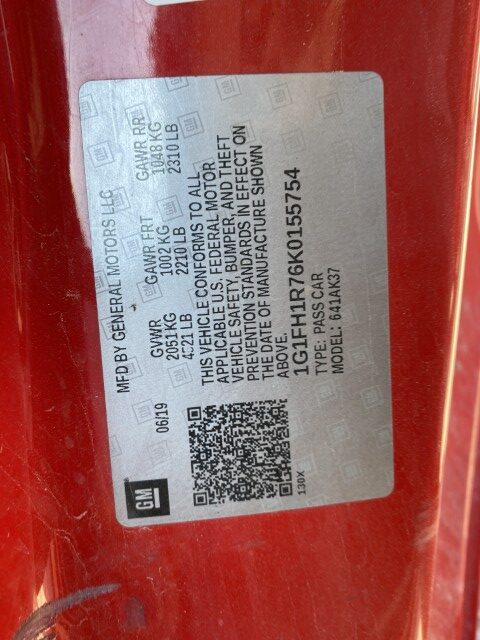 GM
MFD BY GENERAL MOTORS LLC
06/19
GVWR GAWR FRT GAWR RR
2051KG 1002 KG 1048 KG
4521 LB 2210 LB 2310 LB
THIS VEHICLE CONFORMS TO ALL
APPLICABLE U.S. FEDERAL MOTOR
VEHICLE SAFETY, BUMPER, AND THEFT
PREVENTION STANDARDS IN EFFECT ON
THE DATE OF MANUFACTURE SHOWN
ABOVE.
1G1FH1R76K0155754
TYPE: PASS CAR
MODEL: 641AK37
130X